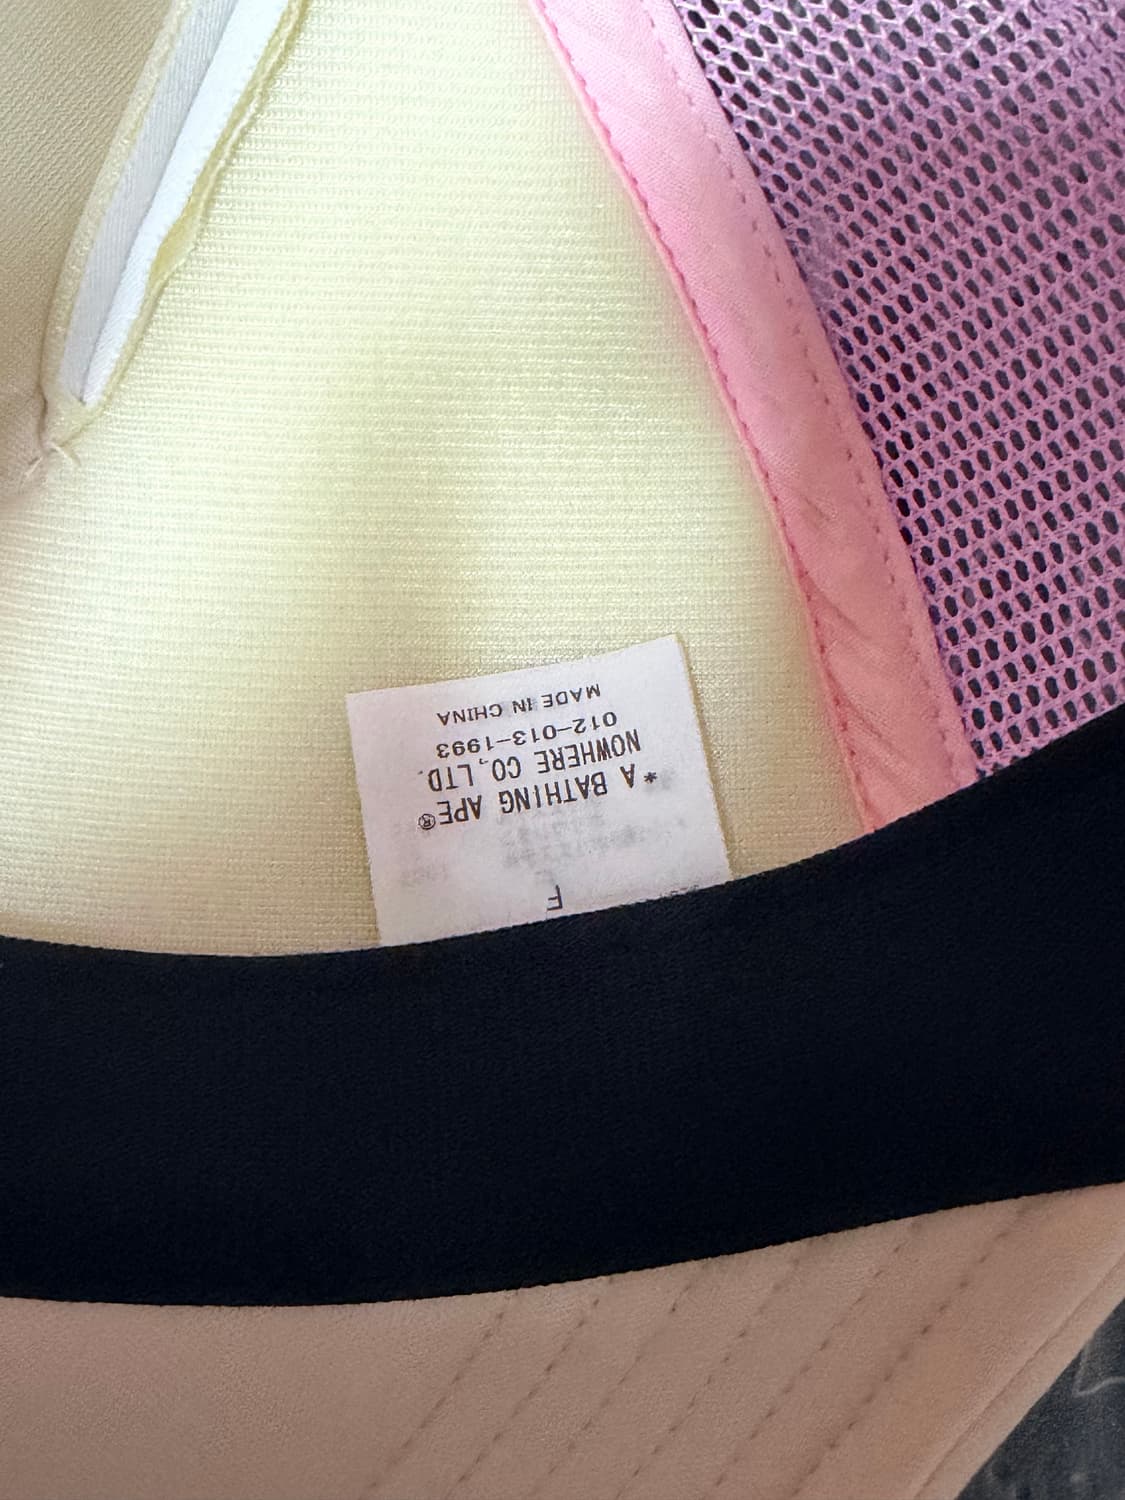 F
* A BATHING APE®
NOWHERE CO., LTD.
012-013-1993
MADE IN CHINA